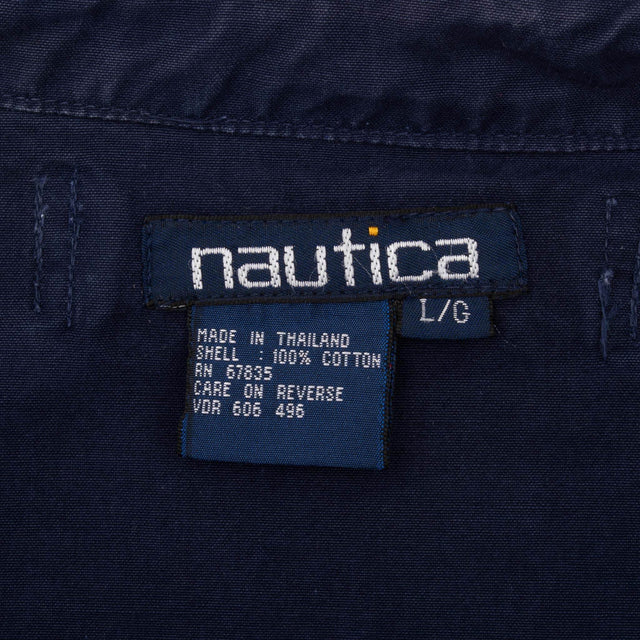 nautica
L/G
MADE IN THAILAND
SHELL : 100% COTTON
RN 67835
CARE ON REVERSE
VDR 606 496